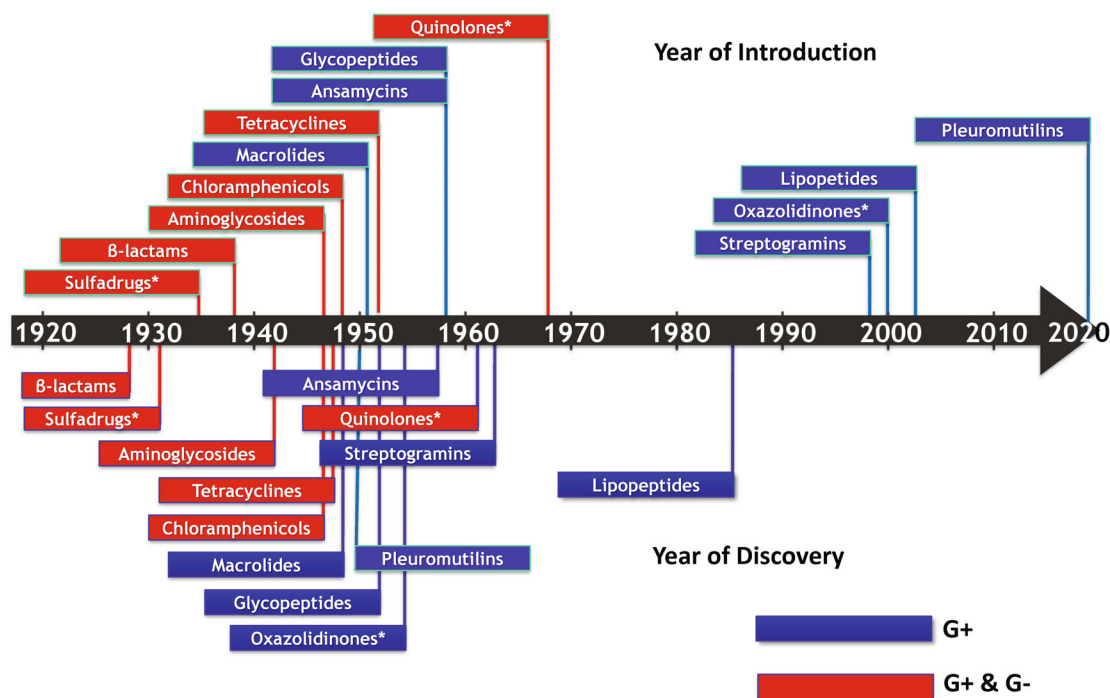 Quinolones*
Glycopeptides
Year of Introduction
Ansamycins
Tetracyclines
Pleuromutilins
Macrolides
Chloramphenicols
Lipopetides
Aminoglycosides
Oxazolidinones*
ß-lactams
Streptogramins
Sulfadrugs*
1920 1930 1940 1950 1960 1970 1980 1990 2000 2010 2020
ß-lactams
Ansamycins
Sulfadrugs*
Quinolones*
Aminoglycosides
Streptogramins
Tetracyclines
Lipopeptides
Chloramphenicols
Macrolides
Pleuromutilins
Year of Discovery
Glycopeptides
Oxazolidinones*
G+
G+ & G-